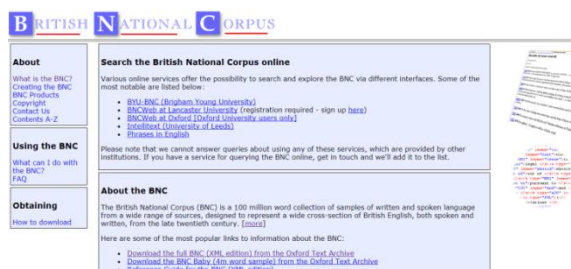 BRITISH NATIONAL CORPUS
About
What is the BNC?
Creating the BNC
BNC Products
Copyright
Contact Us
Contents A-Z
Using the BNC
What can I do with
the BNC?
FAQ
Obtaining
How to download
Search the British National Corpus online
Various online services offer the possibility to search and explore the BNC via different interfaces. Some of the
most notable are listed below:
BYU-BNC (Brigham Young University)
BNCWeb at Lancaster University (registration required - sign up here)
BNCWeb at Oxford [Oxford University users only]
Intellitext (University of Leeds)
Phrases in English
Please note that we cannot answer queries about using any of these services, which are provided by other
institutions. If you have a service for querying the BNC online, get in touch and we'll add it to the list.
About the BNC
The British National Corpus (BNC) is a 100 million word collection of samples of written and spoken language
from a wide range of sources, designed to represent a wide cross-section of British English, both spoken and
written, from the late twentieth century. [more]
Here are some of the most popular links to information about the BNC:
Download the full BNC (XML edition) from the Oxford Text Archive
Download the BNC Baby (4m word sample) from the Oxford Text Archive
Reference Guide for the BNC (XML edition)